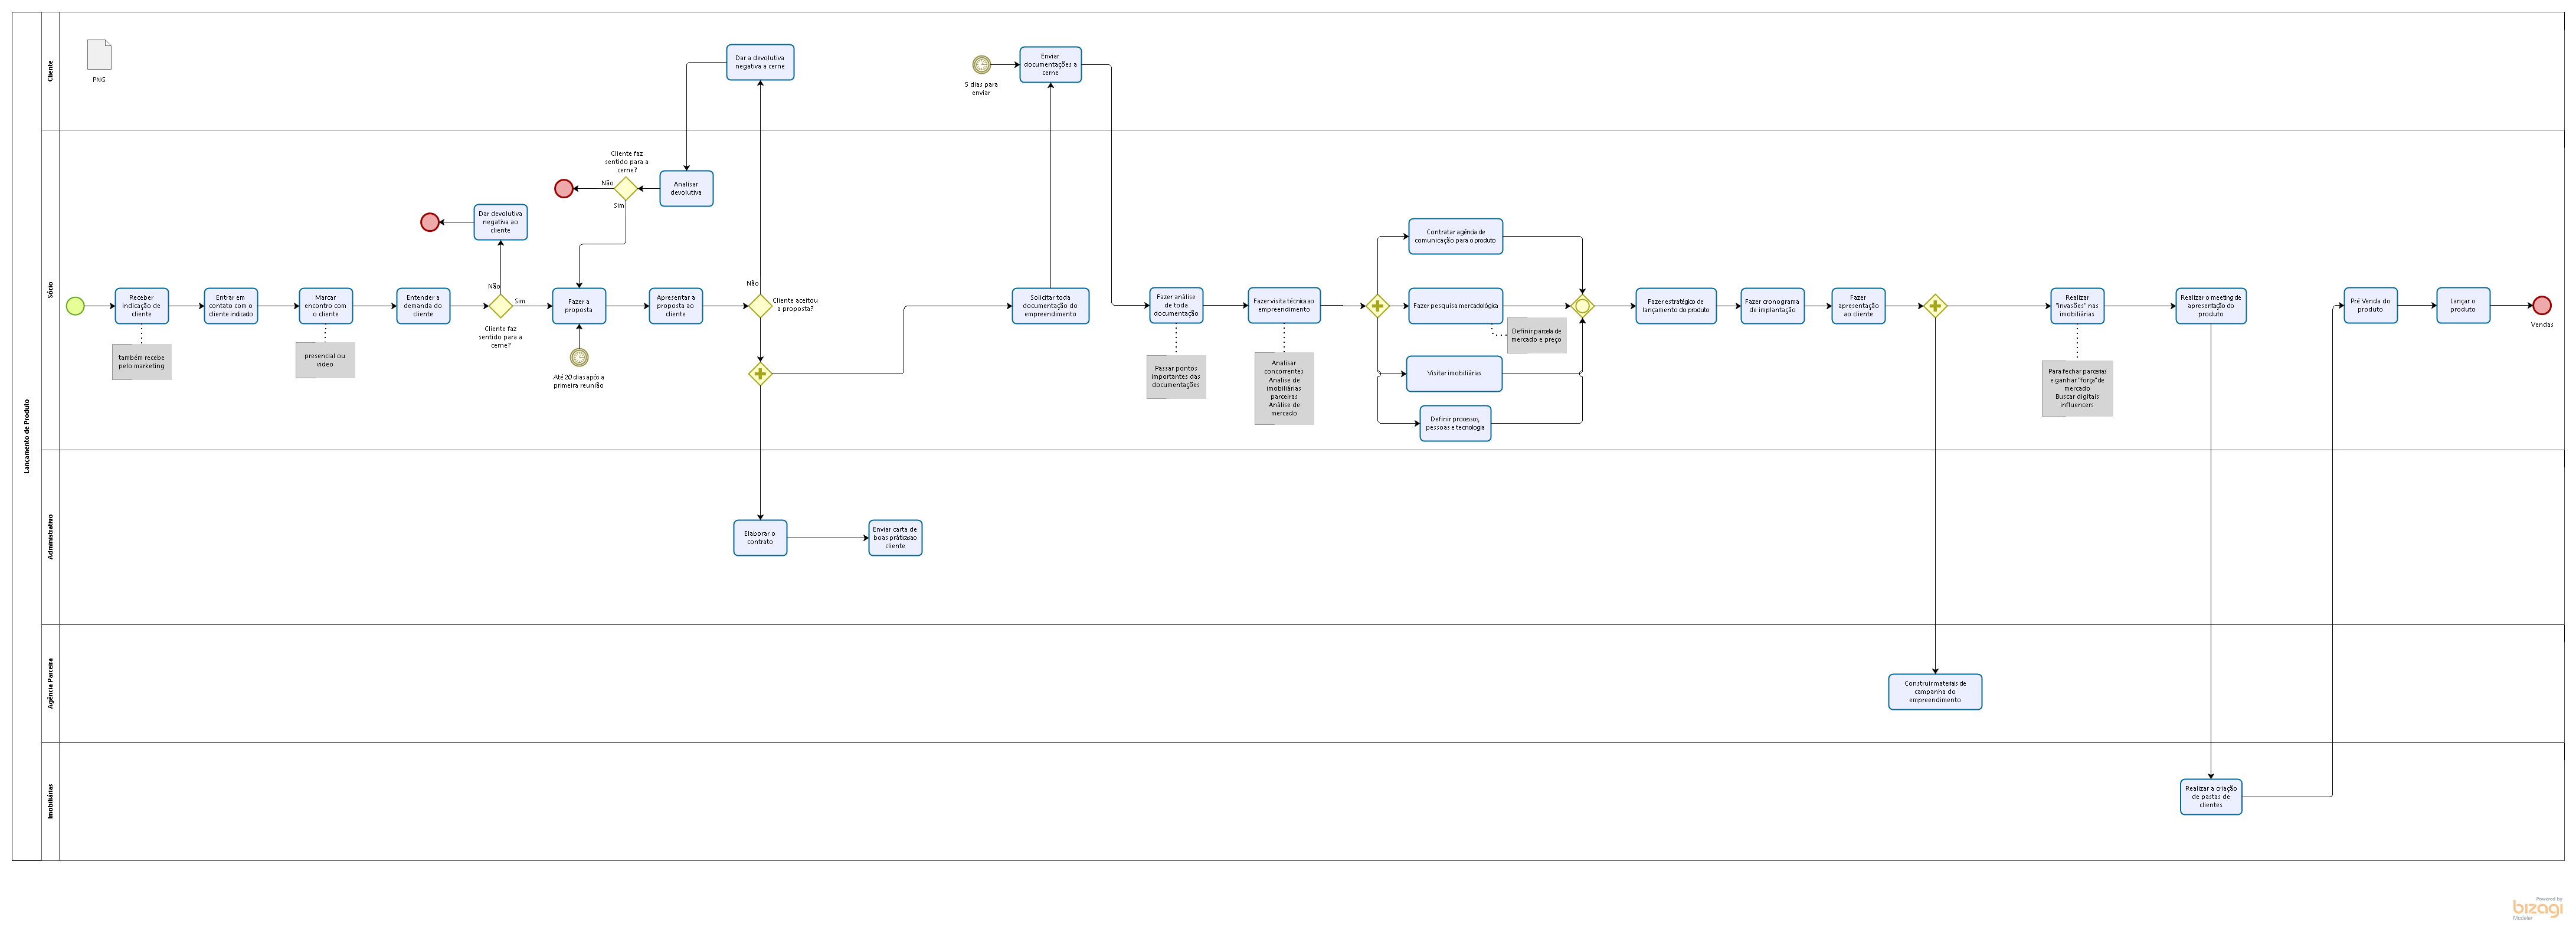 Lançamento de Produto
Cliente
PNG
Dar a devolutiva
negativa a cerne
5 dias para
enviar
Enviar
documentações a
cerne
Sócio
Receber
indicação de
cliente
também recebe
pelo marketing
Entrar em
contato com o
cliente indicado
Marcar
encontro com
o cliente
presencial ou
video
Entender a
demanda do
cliente
Cliente faz
sentido para a
cerne?
Não
Sim
Dar devolutiva
negativa ao
cliente
Fazer a
proposta
Até 20 dias após a
primeira reunião
Cliente faz
sentido para a
cerne?
Não
Sim
Analisar
devolutiva
Apresentar a
proposta ao
cliente
Não
Cliente aceitou
a proposta?
Solicitar toda
documentação do
empreendimento
Fazer análise
de toda
documentação
Passar pontos
importantes das
documentações
Fazer visita técnica ao
empreendimento
Analisar
concorrentes
Analise de
imobiliárias
parceiras
Análise de
mercado
Contratar agência de
comunicação para o produto
Fazer pesquisa mercadológica
Definir parcela de
mercado e preço
Visitar imobiliárias
Definir processos,
pessoas e tecnologia
Fazer estratégico de
lançamento do produto
Fazer cronograma
de implantação
Fazer
apresentação
ao cliente
Realizar
"invasões" nas
imobiliárias
Para fechar parcerias
e ganhar "força" de
mercado
Buscar digitais
influencers
Realizar o meeting de
apresentação do
produto
Pré Venda do
produto
Lançar o
produto
Vendas
Administrativo
Elaborar o
contrato
Enviar carta de
boas práticas ao
cliente
Agência Parceira
Construir materiais de
campanha do
empreendimento
Imobiliárias
Realizar a criação
de pastas de
clientes
Powered by
bizagi
Modeler